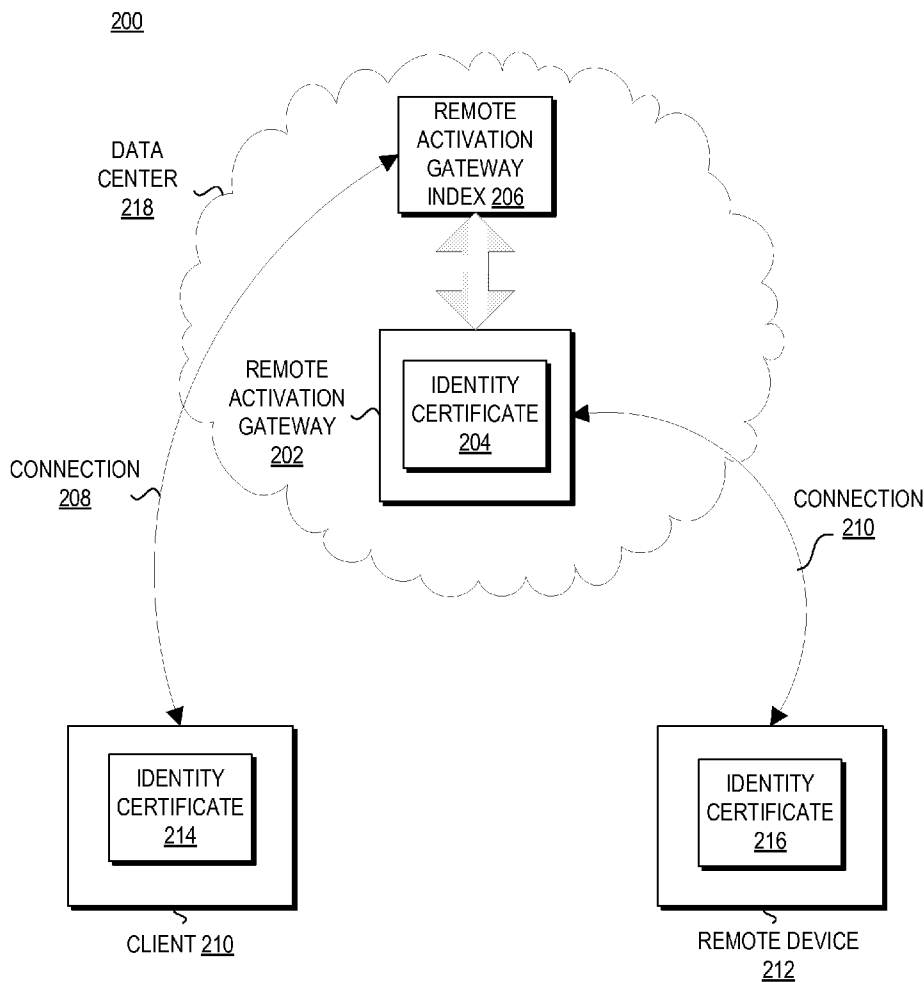 200
REMOTE
ACTIVATION
GATEWAY
INDEX 206
DATA
CENTER
218
REMOTE
ACTIVATION
GATEWAY
202
IDENTITY
CERTIFICATE
204
CONNECTION
208
CONNECTION
210
IDENTITY
CERTIFICATE
214
IDENTITY
CERTIFICATE
216
CLIENT 210
REMOTE DEVICE
212